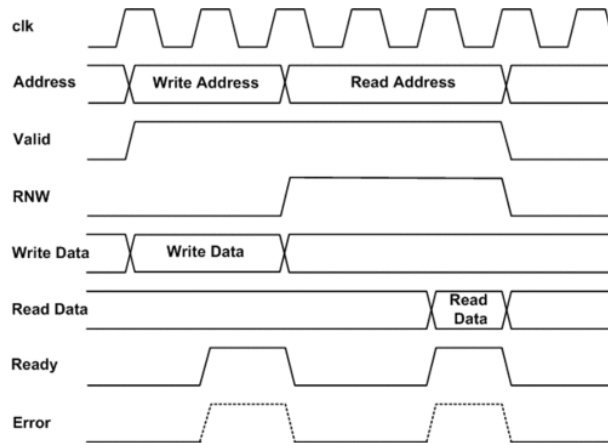 clk
Address
Write Address
Read Address
Valid
RNW
Write Data
Write Data
Read Data
Read
Data
Ready
Error